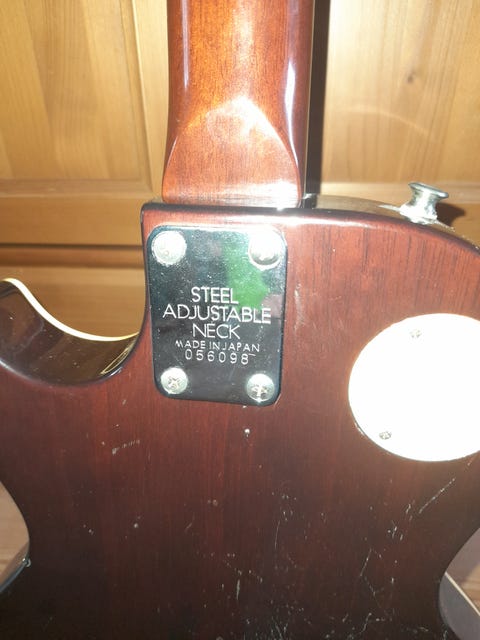 STEEL
ADJUSTABLE
NECK
MADE IN JAPAN
056098